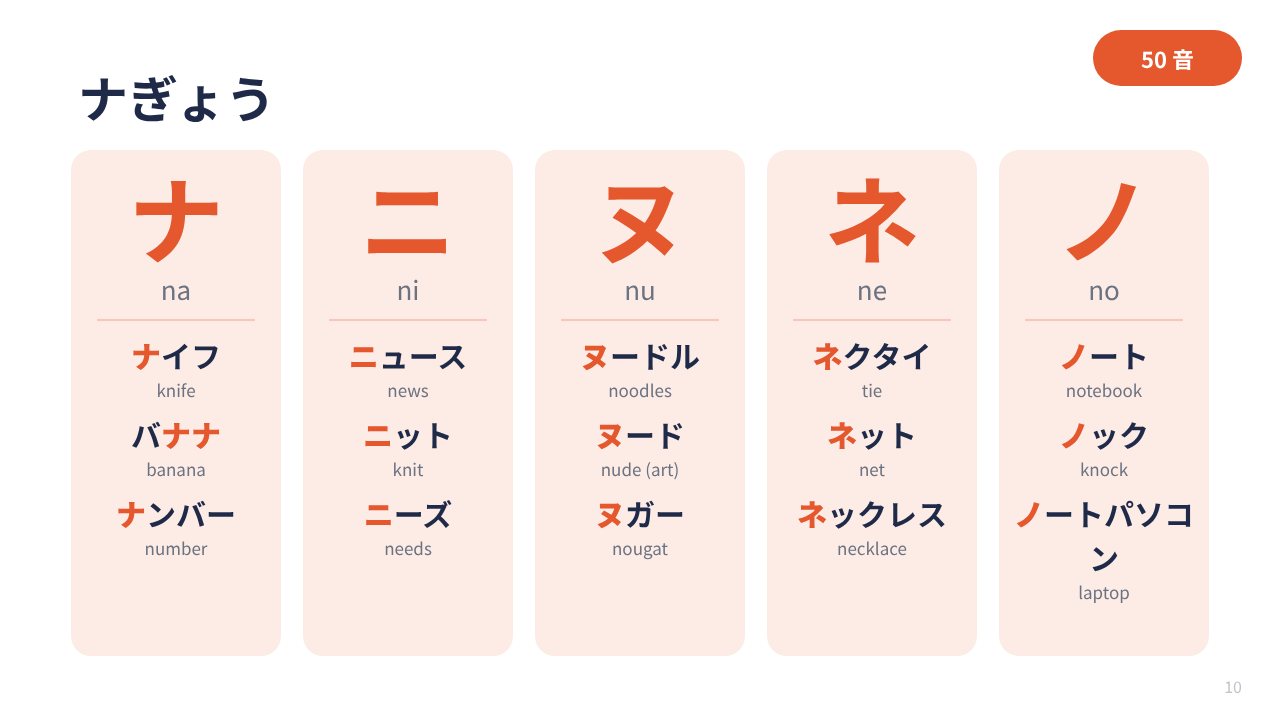 50 音
ナぎょう
ナ
na
ナイフ
knife
バナナ
banana
ナンバー
number
ニ
ni
ニュース
news
ニット
knit
ニーズ
needs
ヌ
nu
ヌードル
noodles
ヌード
nude (art)
ヌガー
nougat
ネ
ne
ネクタイ
tie
ネット
net
ネックレス
necklace
ノ
no
ノート
notebook
ノック
knock
ノートパソコ
ン
laptop
10